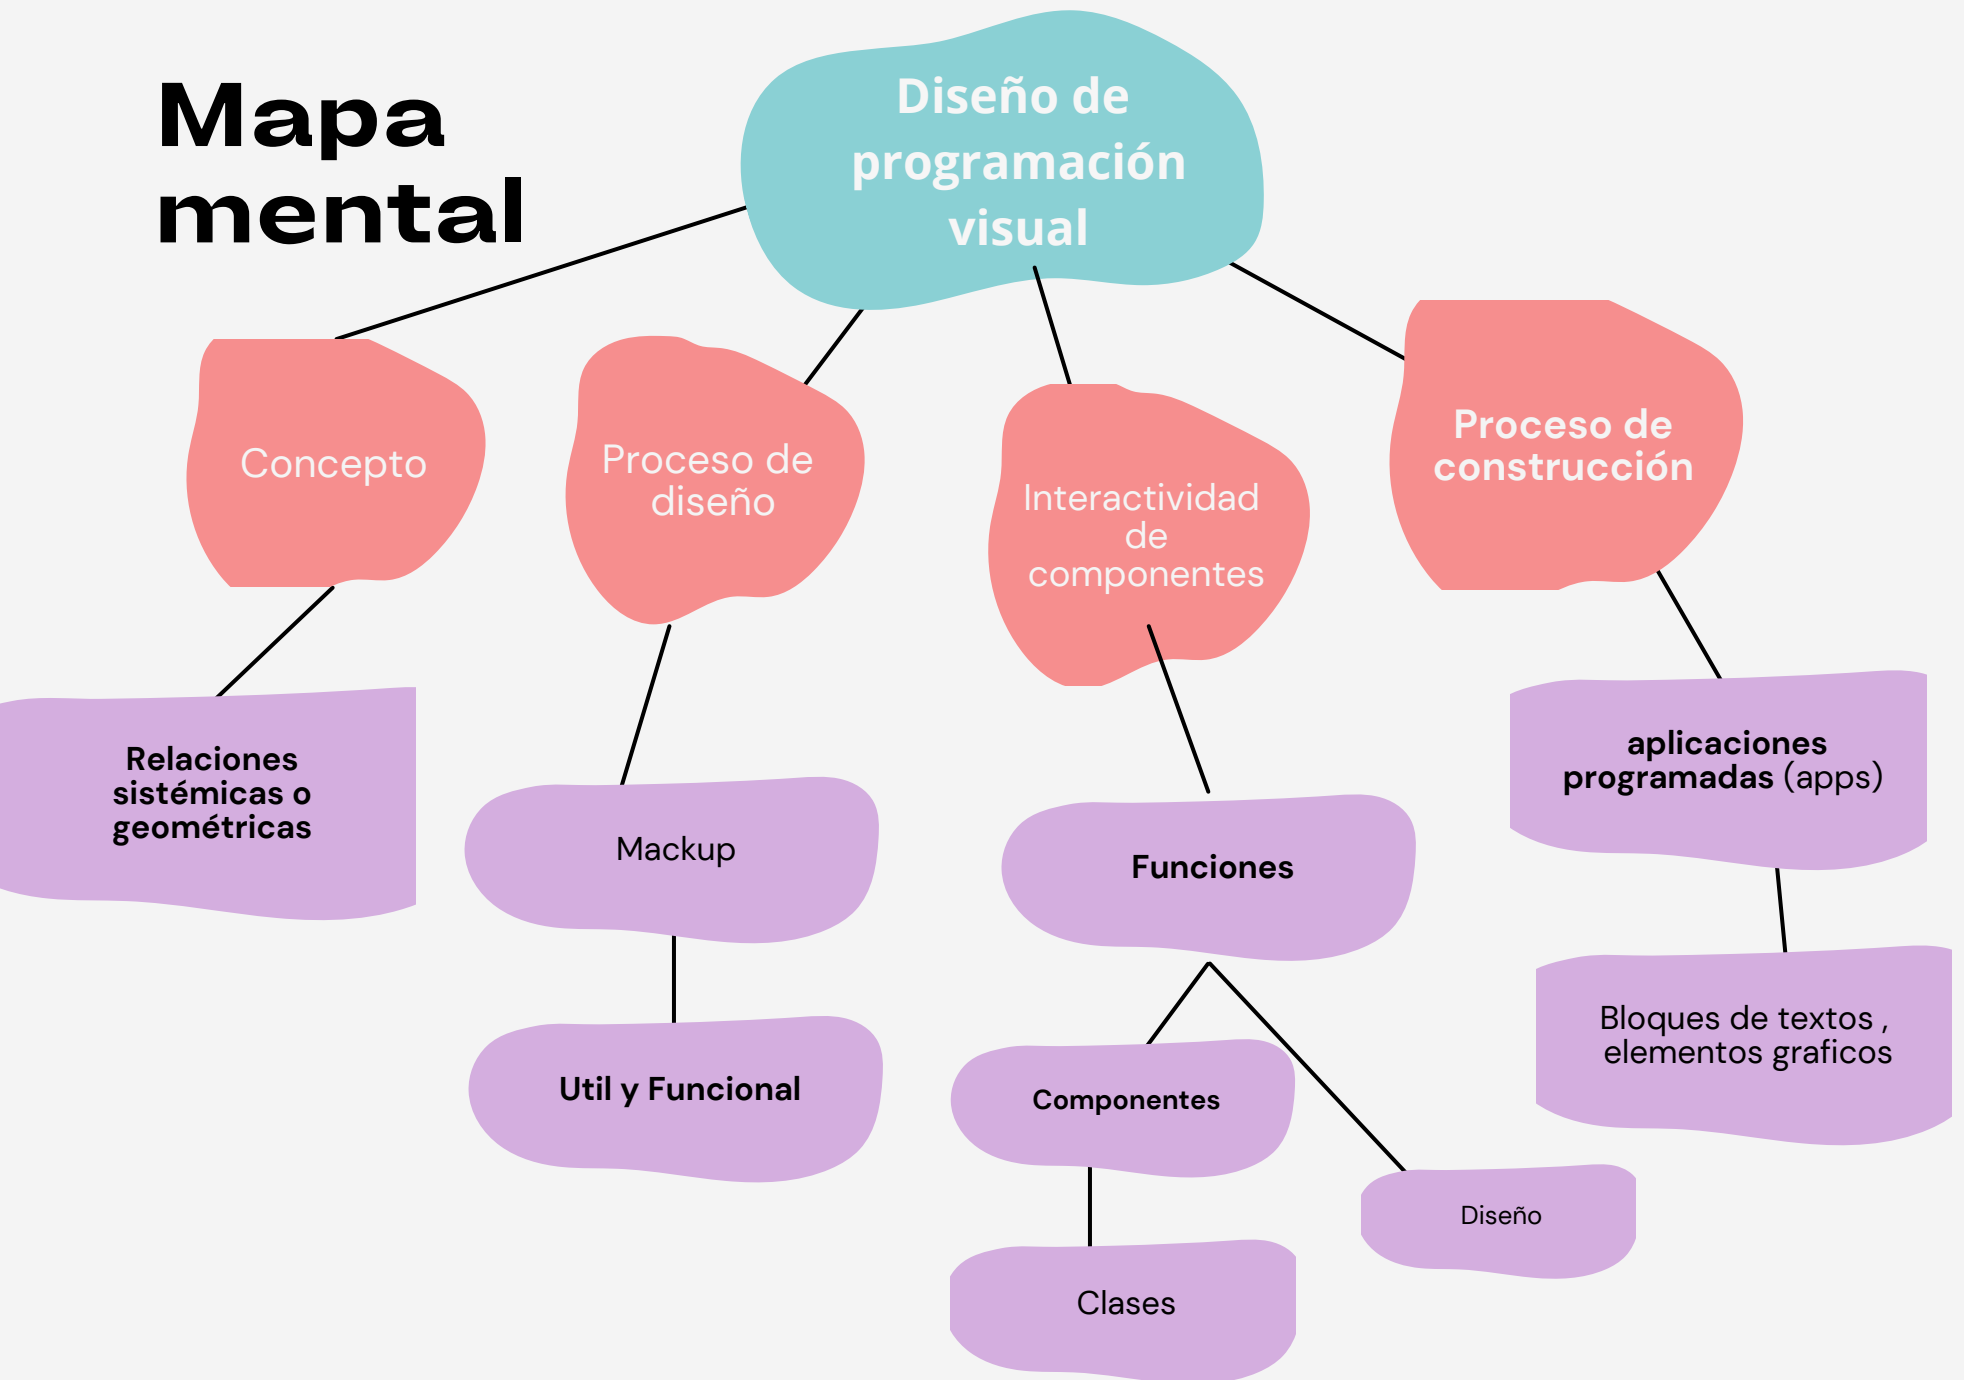 Mapa
mental
Diseño de
programación
visual
Concepto
Proceso de
diseño
Interactividad
de
componentes
Proceso de
construcción
Relaciones
sistémicas o
geométricas
Mackup
Funciones
aplicaciones
programadas (apps)
Util y Funcional
Componentes
Bloques de textos ,
elementos graficos
Diseño
Clases